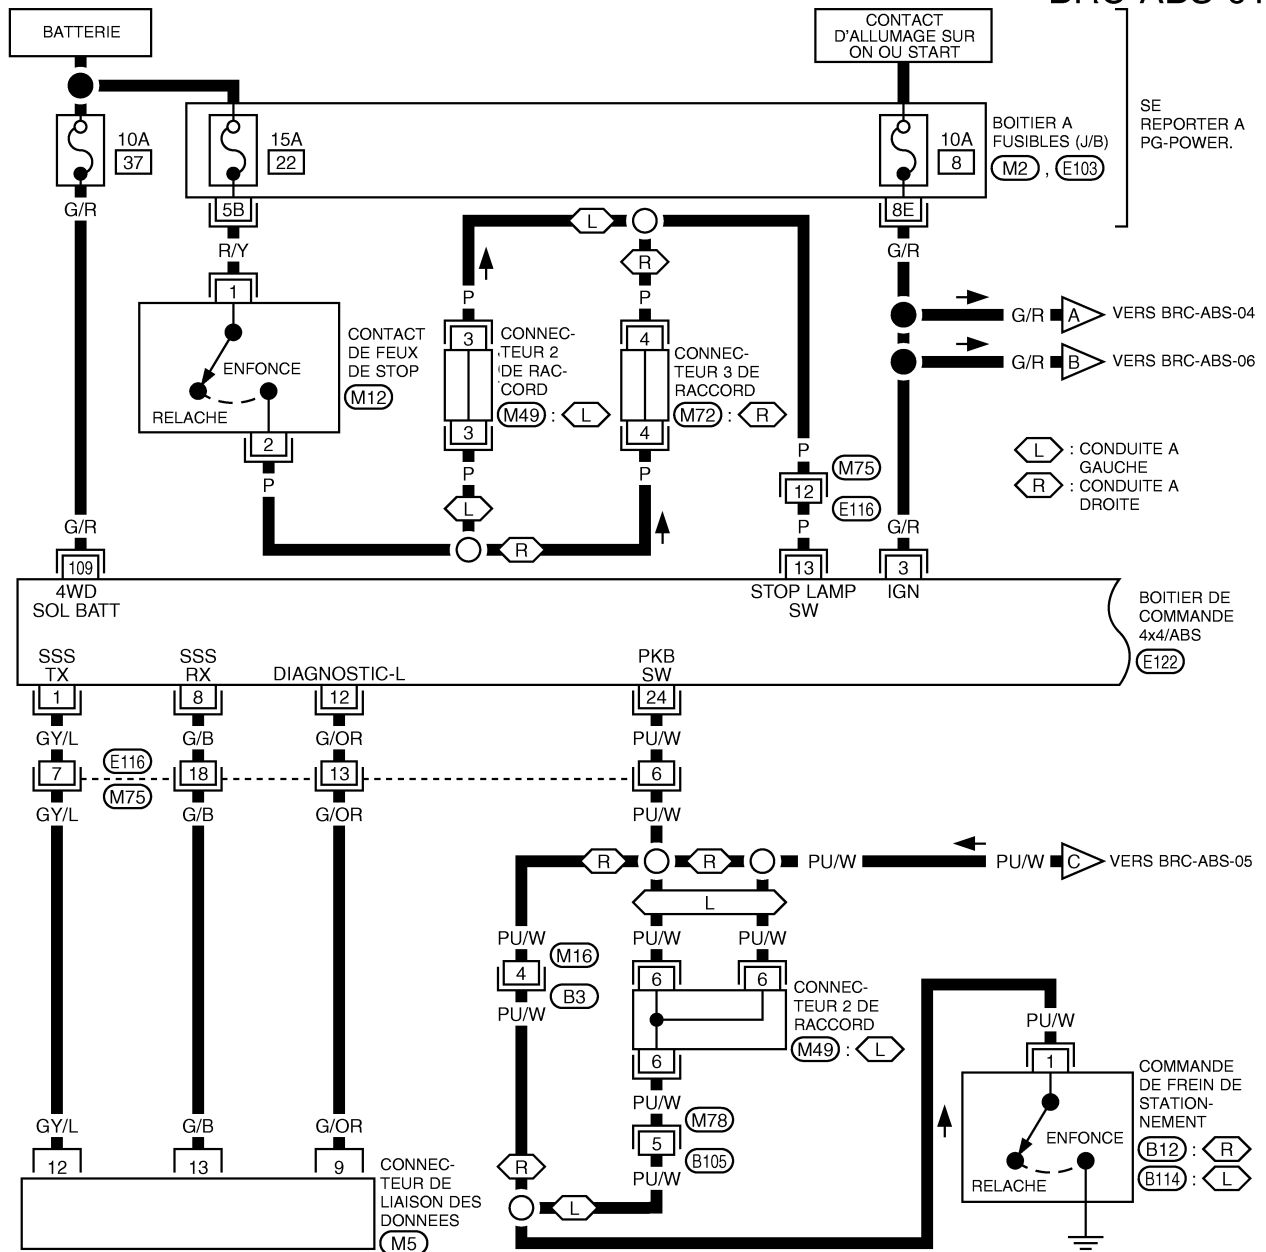 BATTERIE
CONTACT
D'ALLUMAGE SUR
ON OU START
SE
REPORTER A
PG-POWER.
10A
37
15A
22
10A
8
BOITIER A
FUSIBLES (J/B)
M2 , E103
G/R
5B
8E
R/Y
L
R
G/R
1
P
P
G/R
A
VERS BRC-ABS-04
G/R
B
VERS BRC-ABS-06
ENFONCE
RELACHE
CONTACT
DE FEUX
DE STOP
M12
3
CONNEC-
TEUR 2
DE RAC-
CORD
M49 : L
3
4
CONNEC-
TEUR 3 DE
RACCORD
M72 : R
4
2
P
P
P
P
M75
12
E116
P
L : CONDUITE A
GAUCHE
R : CONDUITE A
DROITE
L
R
G/R
G/R
109
13
3
4WD
SOL BATT
STOP LAMP
SW
IGN
BOITIER DE
COMMANDE
4x4/ABS
E122
SSS
TX
SSS
RX
DIAGNOSTIC-L
PKB
SW
1
8
12
24
GY/L
G/B
G/OR
PU/W
7
E116
M75
18
13
6
GY/L
G/B
G/OR
PU/W
R
R
PU/W
PU/W
C
VERS BRC-ABS-05
L
PU/W
PU/W
PU/W
4
M16
B3
PU/W
6
6
CONNEC-
TEUR 2 DE
RACCORD
M49 : L
6
PU/W
M78
5
B105
PU/W
R
L
PU/W
1
COMMANDE
DE FREIN DE
STATION-
NEMENT
B12 : R
B114 : L
ENFONCE
RELACHE
GY/L
G/B
G/OR
12
13
9
CONNEC-
TEUR DE
LIAISON DES
DONNEES
M5